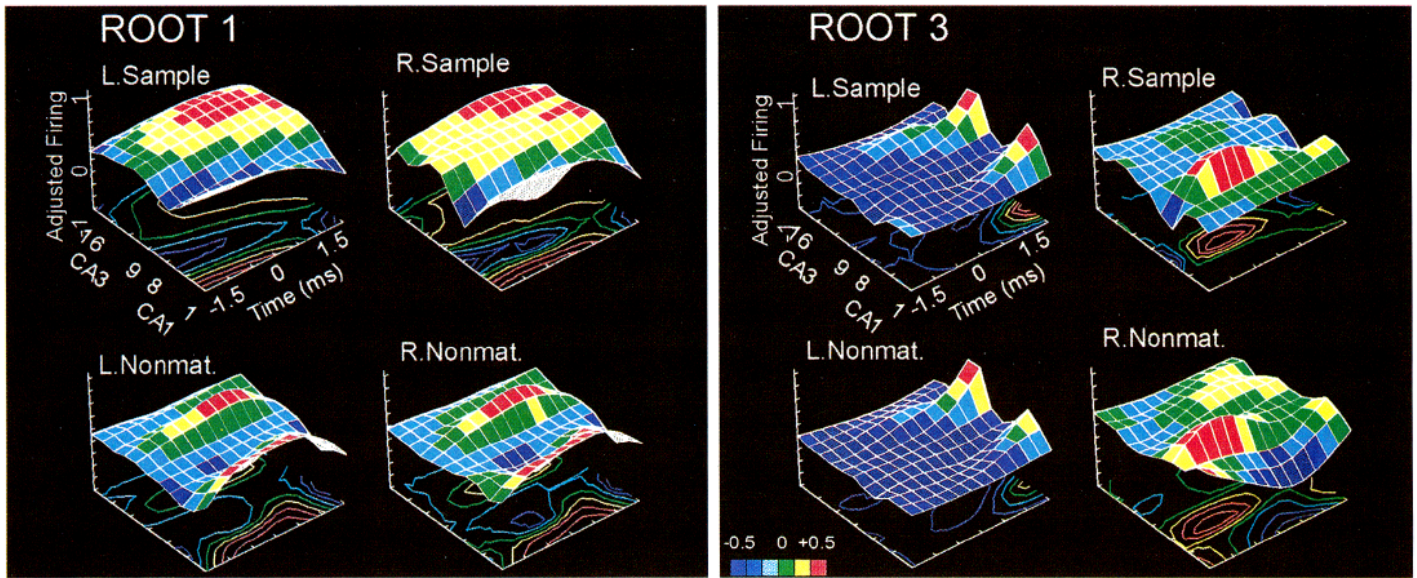 ROOT 1
L.Sample
R.Sample
Adjusted Firing
1
0
16
CA3
9
8
CA1
1
-1.5
0
1.5
Time (ms)
L.Nonmat.
R.Nonmat.
ROOT 3
L.Sample
R.Sample
Adjusted Firing
1
0
16
CA3
9
8
CA1
1
-1.5
0
1.5
Time (ms)
L.Nonmat.
R.Nonmat.
-0.5 0 +0.5